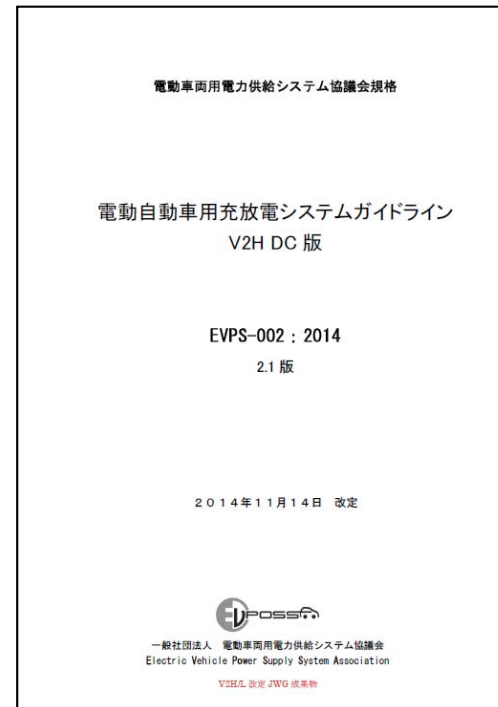 電動車両用電力供給システム協議会規格
電動自動車用充放電システムガイドライン
V2H DC 版
EVPS-002：2014
2.1 版
２０１４年１１月１４日　改定
EVPOSSA
一般社団法人　電動車両用電力供給システム協議会
Electric Vehicle Power Supply System Association
V2H/L 改定 JWG 成果物